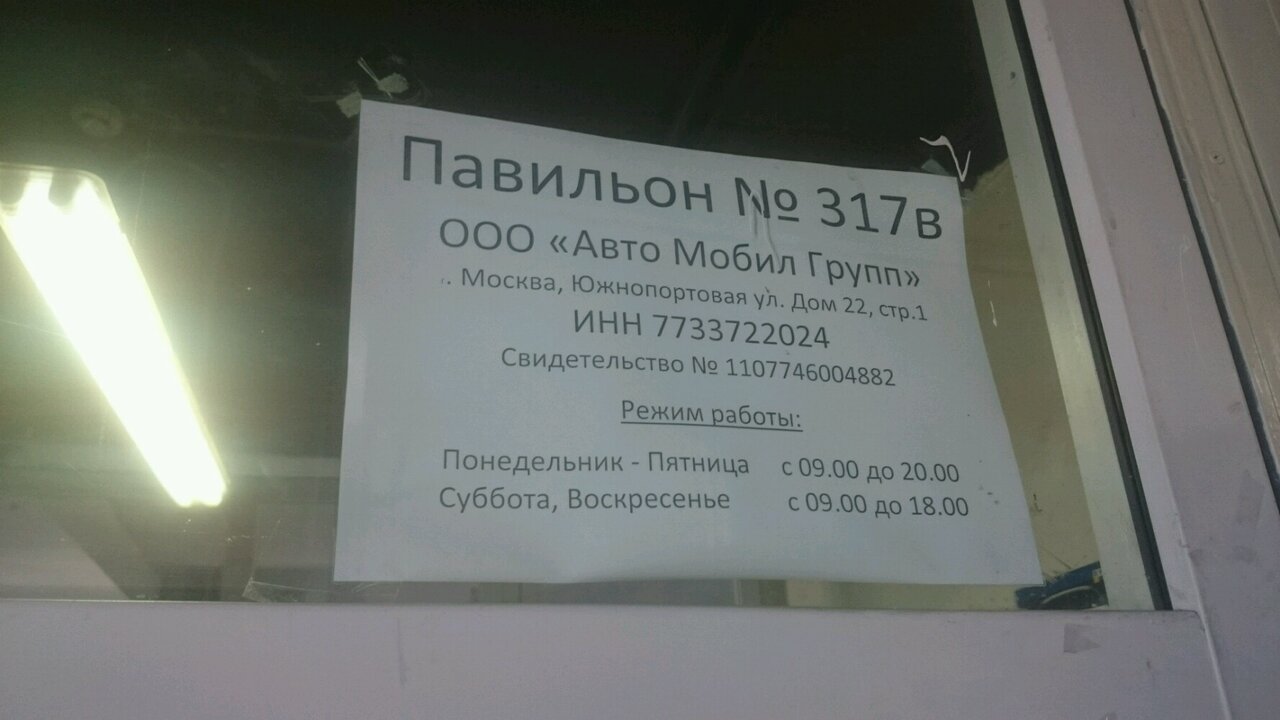 Павильон № 317в
ООО «Авто Мобил Групп»
. Москва, Южнопортовая ул. Дом 22, стр.1
ИНН 7733722024
Свидетельство № 1107746004882
Режим работы:
Понедельник - Пятница с 09.00 до 20.00
Суббота, Воскресенье с 09.00 до 18.00